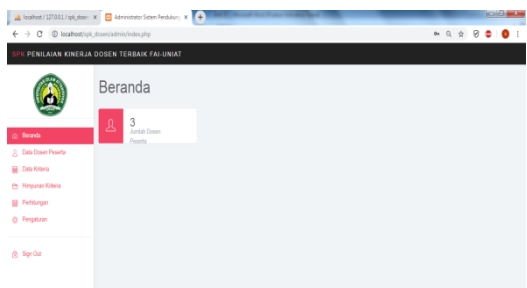 localhost / 127.0.0.1 / spk_dosen
Administrator Sistem Pendukung
localhost/spk_dosen/admin/index.php
SPK PENILAIAN KINERJA DOSEN TERBAIK FAI-UNIAT
Beranda
3
Jumlah Dosen
Peserta
Beranda
Data Dosen Peserta
Data Kriteria
Himpunan Kriteria
Perhitungan
Pengaturan
Sign Out